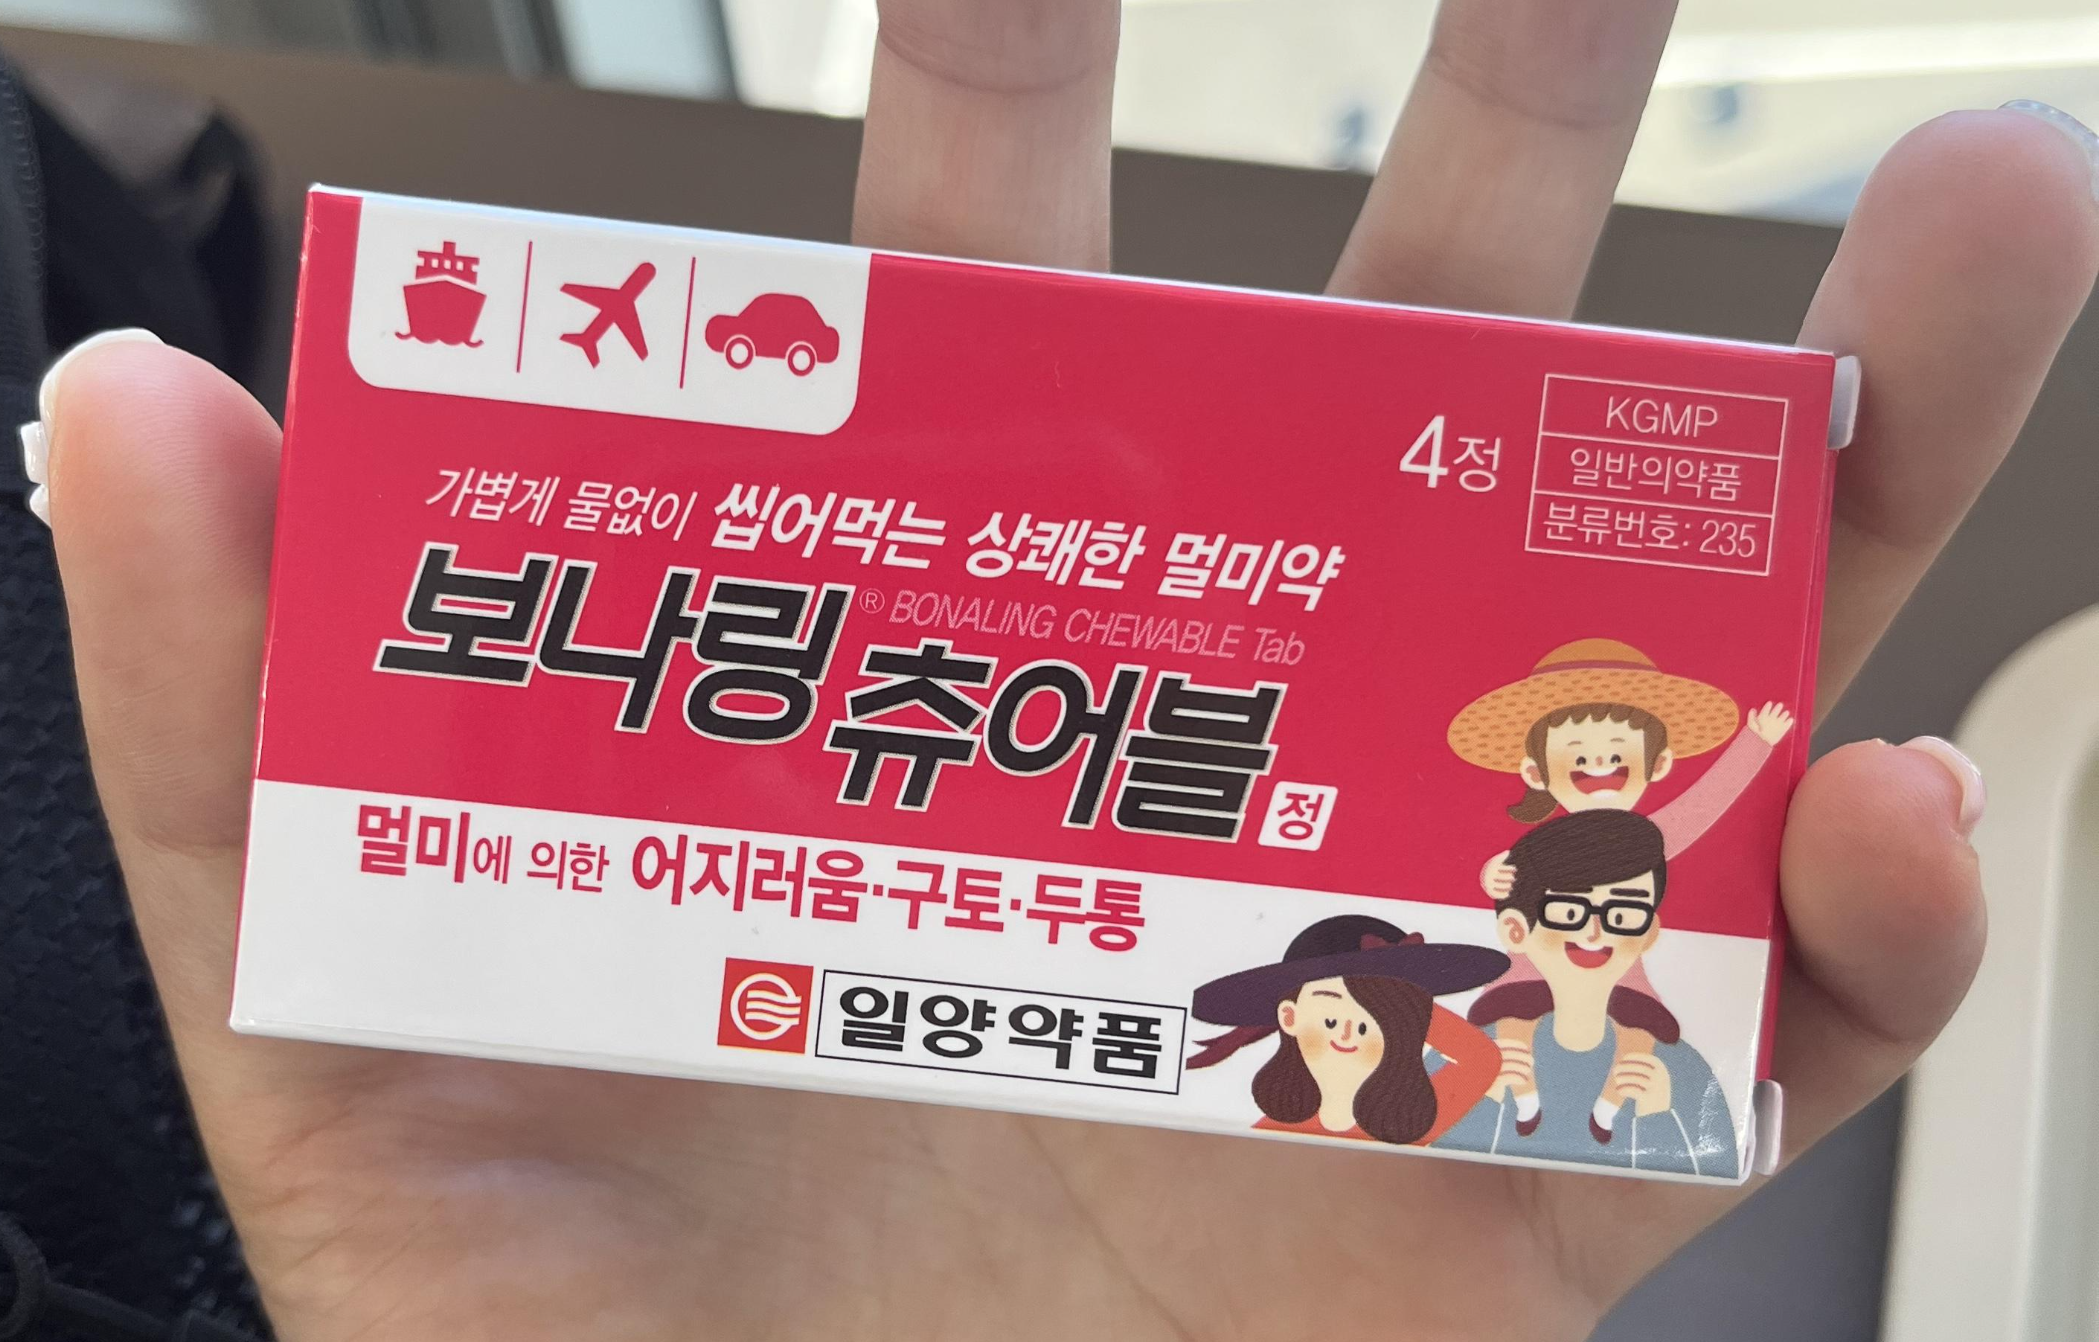 4정
KGMP
일반의약품
분류번호: 235
가볍게 물없이 씹어먹는 상쾌한 멀미약
보나링® BONALING CHEWABLE Tab
츄어블 정
멀미에 의한 어지러움·구토·두통
일양약품